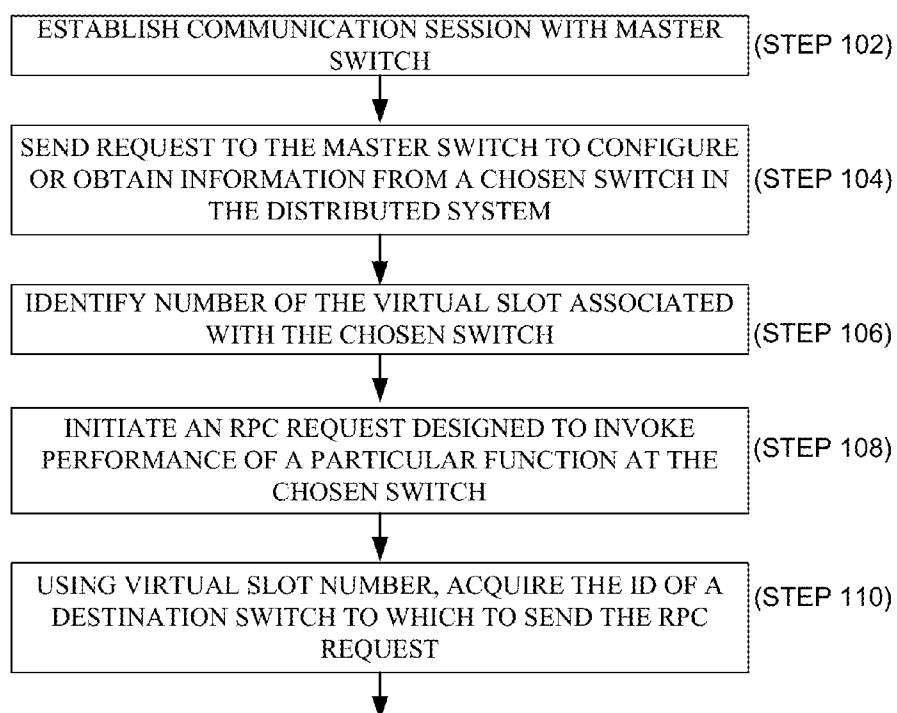 ESTABLISH COMMUNICATION SESSION WITH MASTER
SWITCH
(STEP 102)
SEND REQUEST TO THE MASTER SWITCH TO CONFIGURE
OR OBTAIN INFORMATION FROM A CHOSEN SWITCH IN
THE DISTRIBUTED SYSTEM
(STEP 104)
IDENTIFY NUMBER OF THE VIRTUAL SLOT ASSOCIATED
WITH THE CHOSEN SWITCH
(STEP 106)
INITIATE AN RPC REQUEST DESIGNED TO INVOKE
PERFORMANCE OF A PARTICULAR FUNCTION AT THE
CHOSEN SWITCH
(STEP 108)
USING VIRTUAL SLOT NUMBER, ACQUIRE THE ID OF A
DESTINATION SWITCH TO WHICH TO SEND THE RPC
REQUEST
(STEP 110)